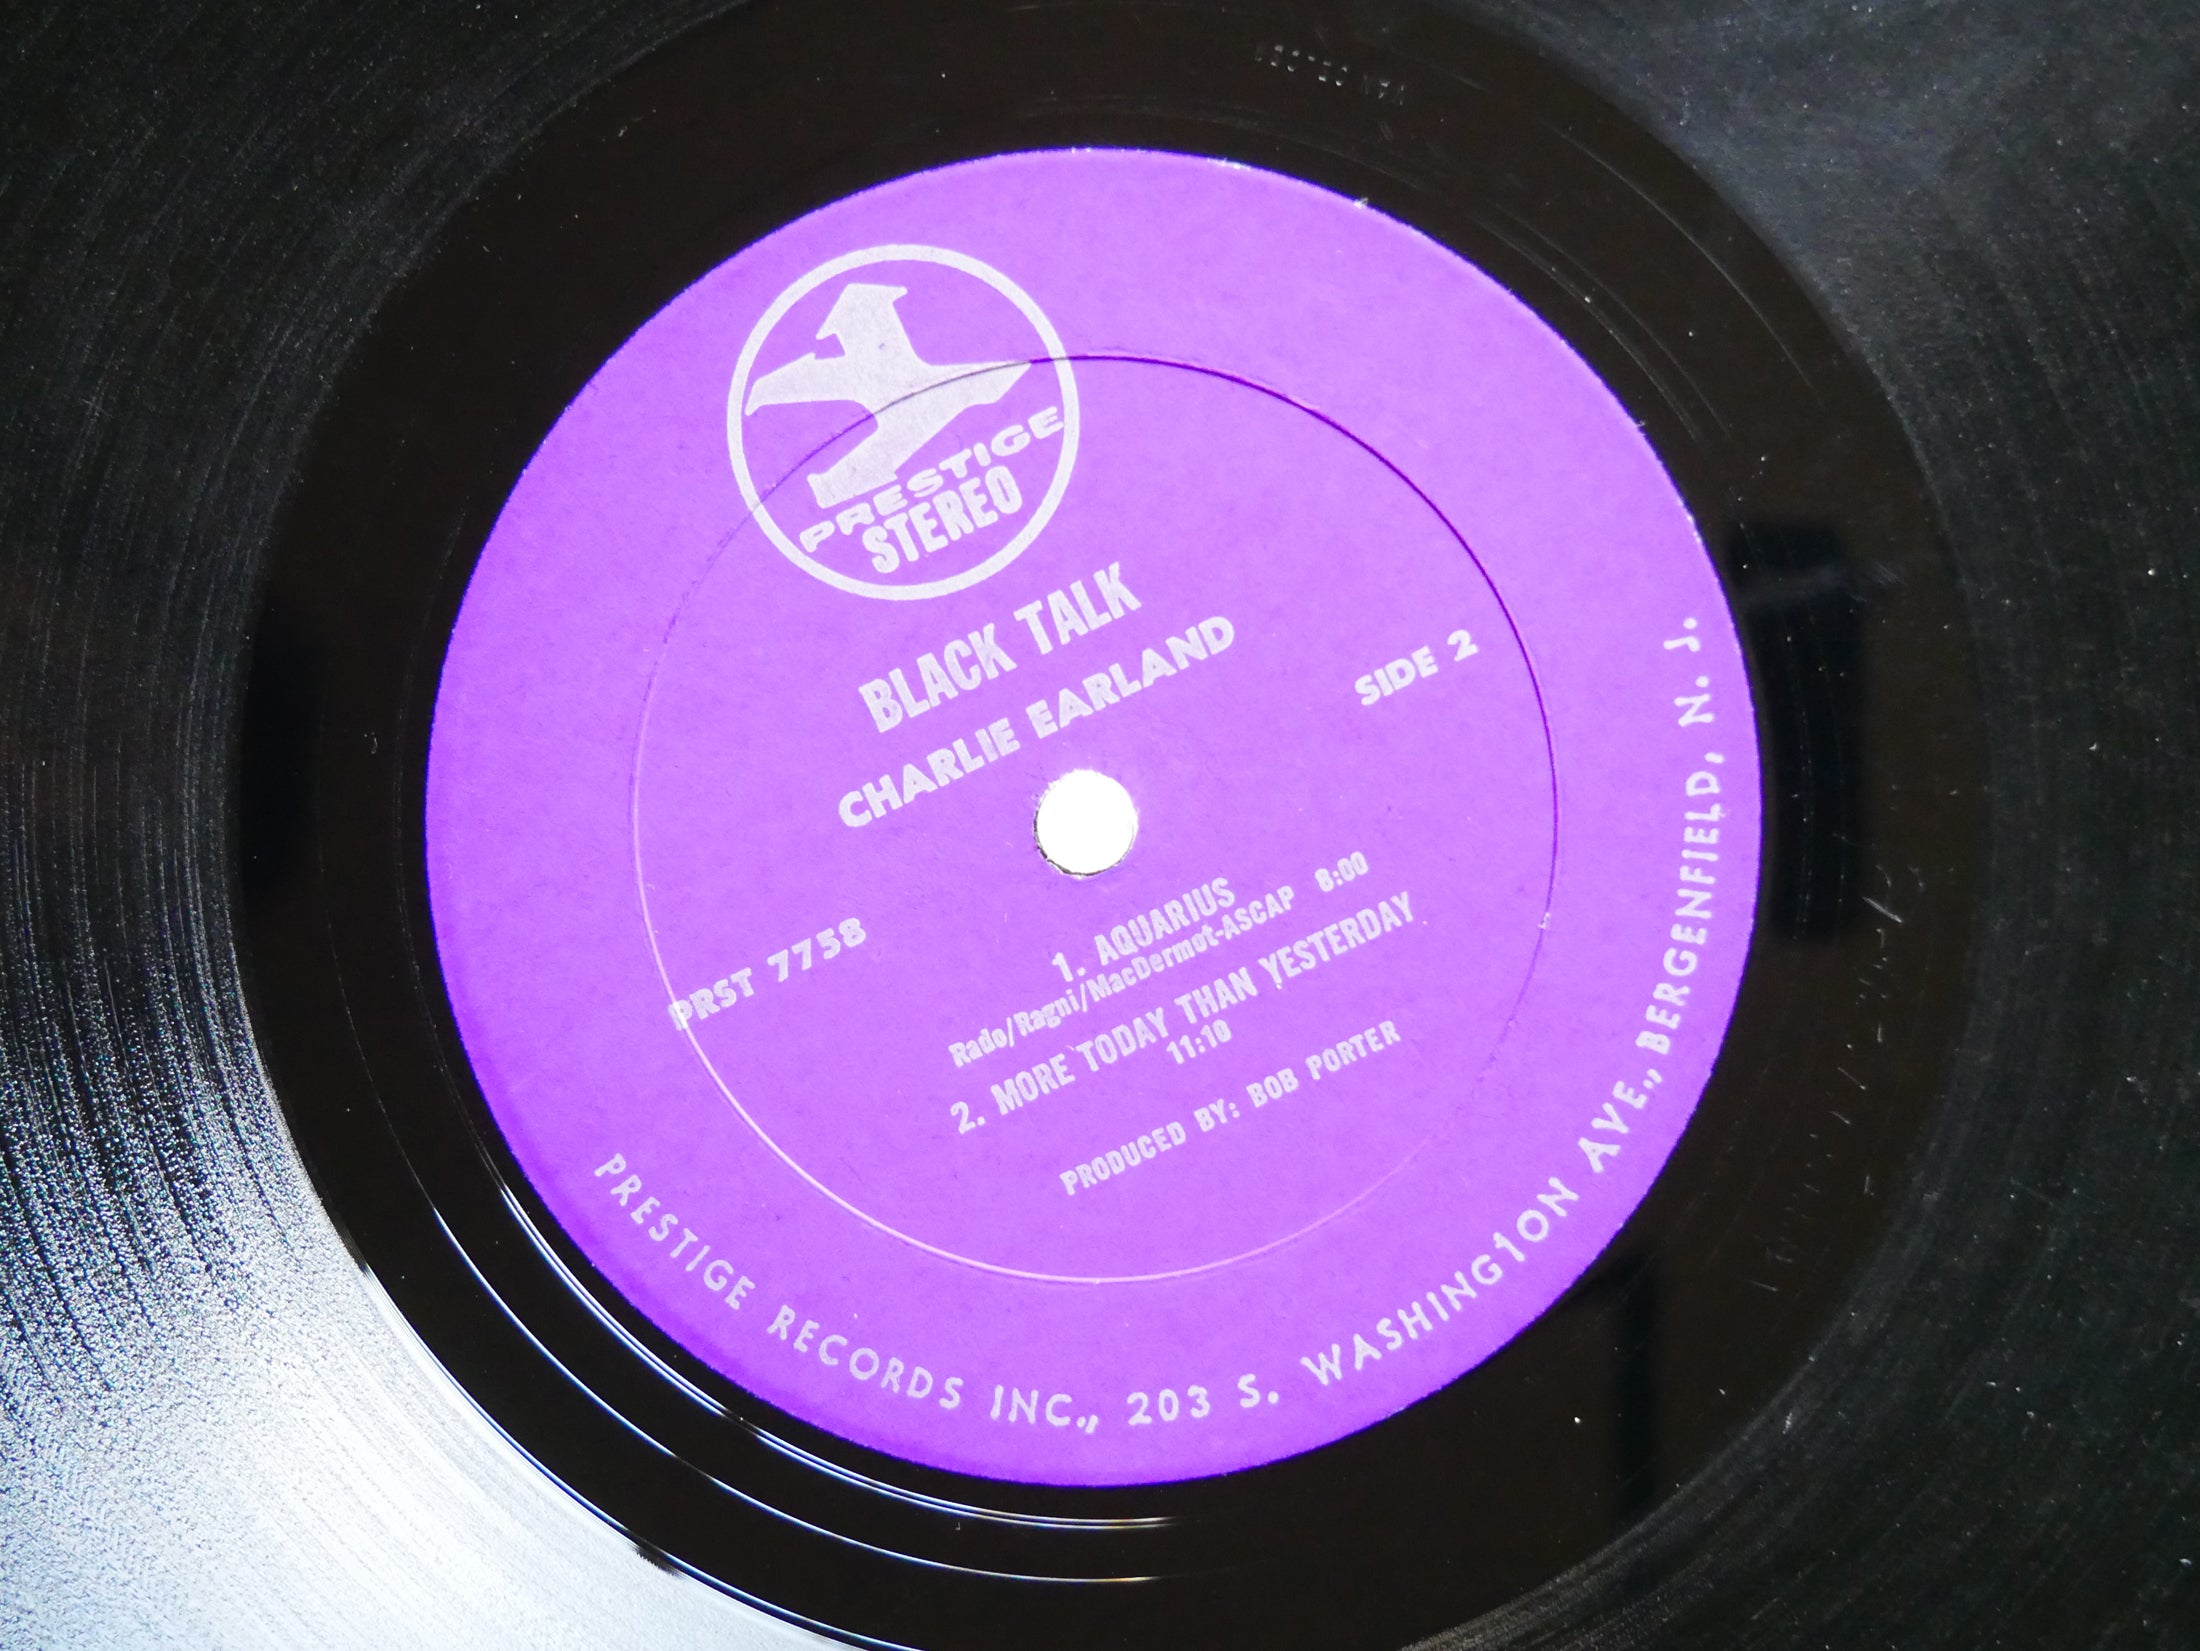 PRESTIGE
STEREO
BLACK TALK
CHARLIE EARLAND
SIDE 2
PRST 7758
1. AQUARIUS
Rado/Ragni/MacDermot-ASCAP 8:00
2. MORE TODAY THAN YESTERDAY
11:10
PRODUCED BY: BOB PORTER
PRESTIGE RECORDS INC., 203 S. WASHINGTON AVE., BERGENFIELD, N. J.